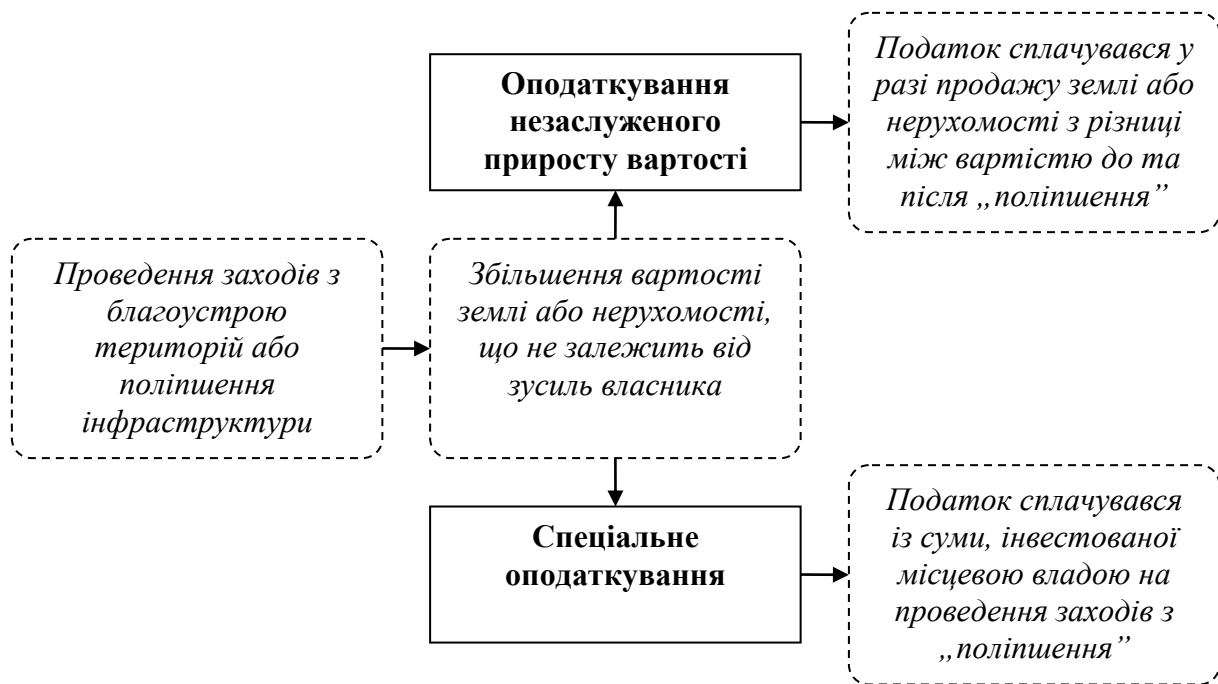 Оподаткування
незаслуженого
приросту вартості
Податок сплачувався у
разі продажу землі або
нерухомості з різниці
між вартістю до та
після „поліпшення”
Проведення заходів з
благоустрою
територій або
поліпшення
інфраструктури
Збільшення вартості
землі або нерухомості,
що не залежить від
зусиль власника
Спеціальне
оподаткування
Податок сплачувався
із суми, інвестованої
місцевою владою на
проведення заходів з
„поліпшення”